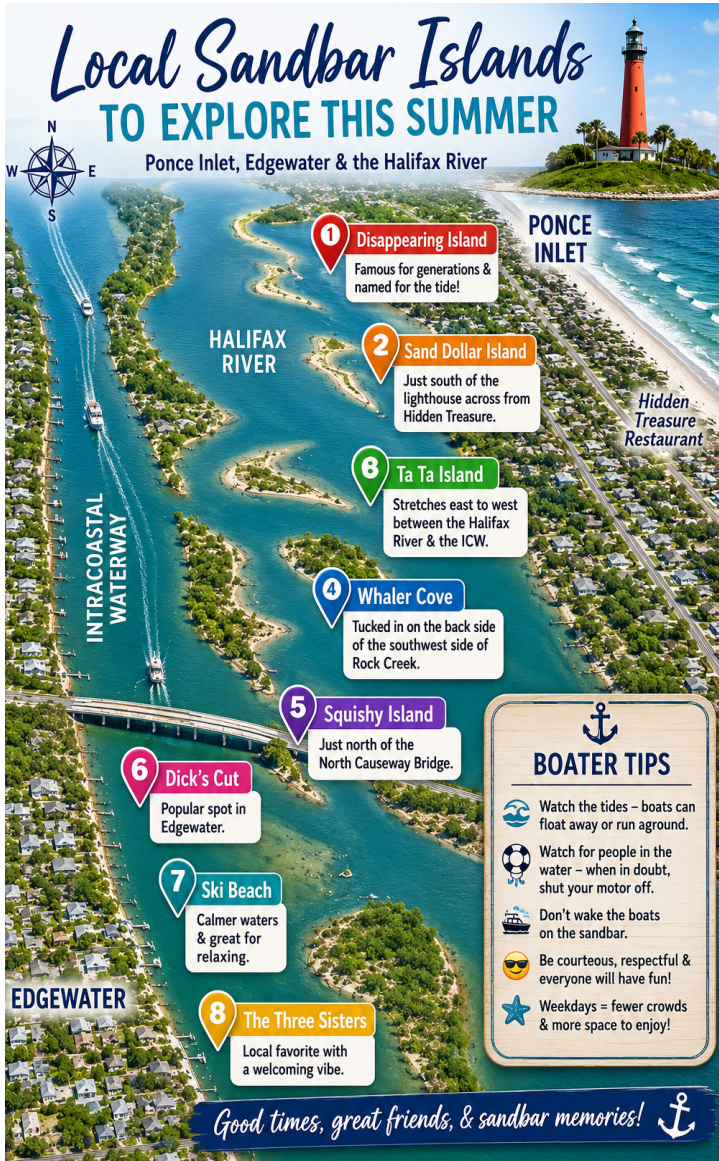 Local Sandbar Islands
TO EXPLORE THIS SUMMER
Ponce Inlet, Edgewater & the Halifax River
N
W E
S
PONCE
INLET
1
Disappearing Island
Famous for generations &
named for the tide!
HALIFAX
RIVER
2
Sand Dollar Island
Just south of the
lighthouse across from
Hidden Treasure.
Hidden
Treasure
Restaurant
8
Ta Ta Island
Stretches east to west
between the Halifax
River & the ICW.
INTRACOASTAL
WATERWAY
4
Whaler Cove
Tucked in on the back side
of the southwest side of
Rock Creek.
5
Squishy Island
Just north of the
North Causeway Bridge.
6
Dick's Cut
Popular spot in
Edgewater.
7
Ski Beach
Calmer waters
& great for
relaxing.
EDGEWATER
8
The Three Sisters
Local favorite with
a welcoming vibe.
BOATER TIPS
Watch the tides – boats can
float away or run aground.
Watch for people in the
water – when in doubt,
shut your motor off.
Don't wake the boats
on the sandbar.
Be courteous, respectful &
everyone will have fun!
Weekdays = fewer crowds
& more space to enjoy!
Good times, great friends, & sandbar memories!